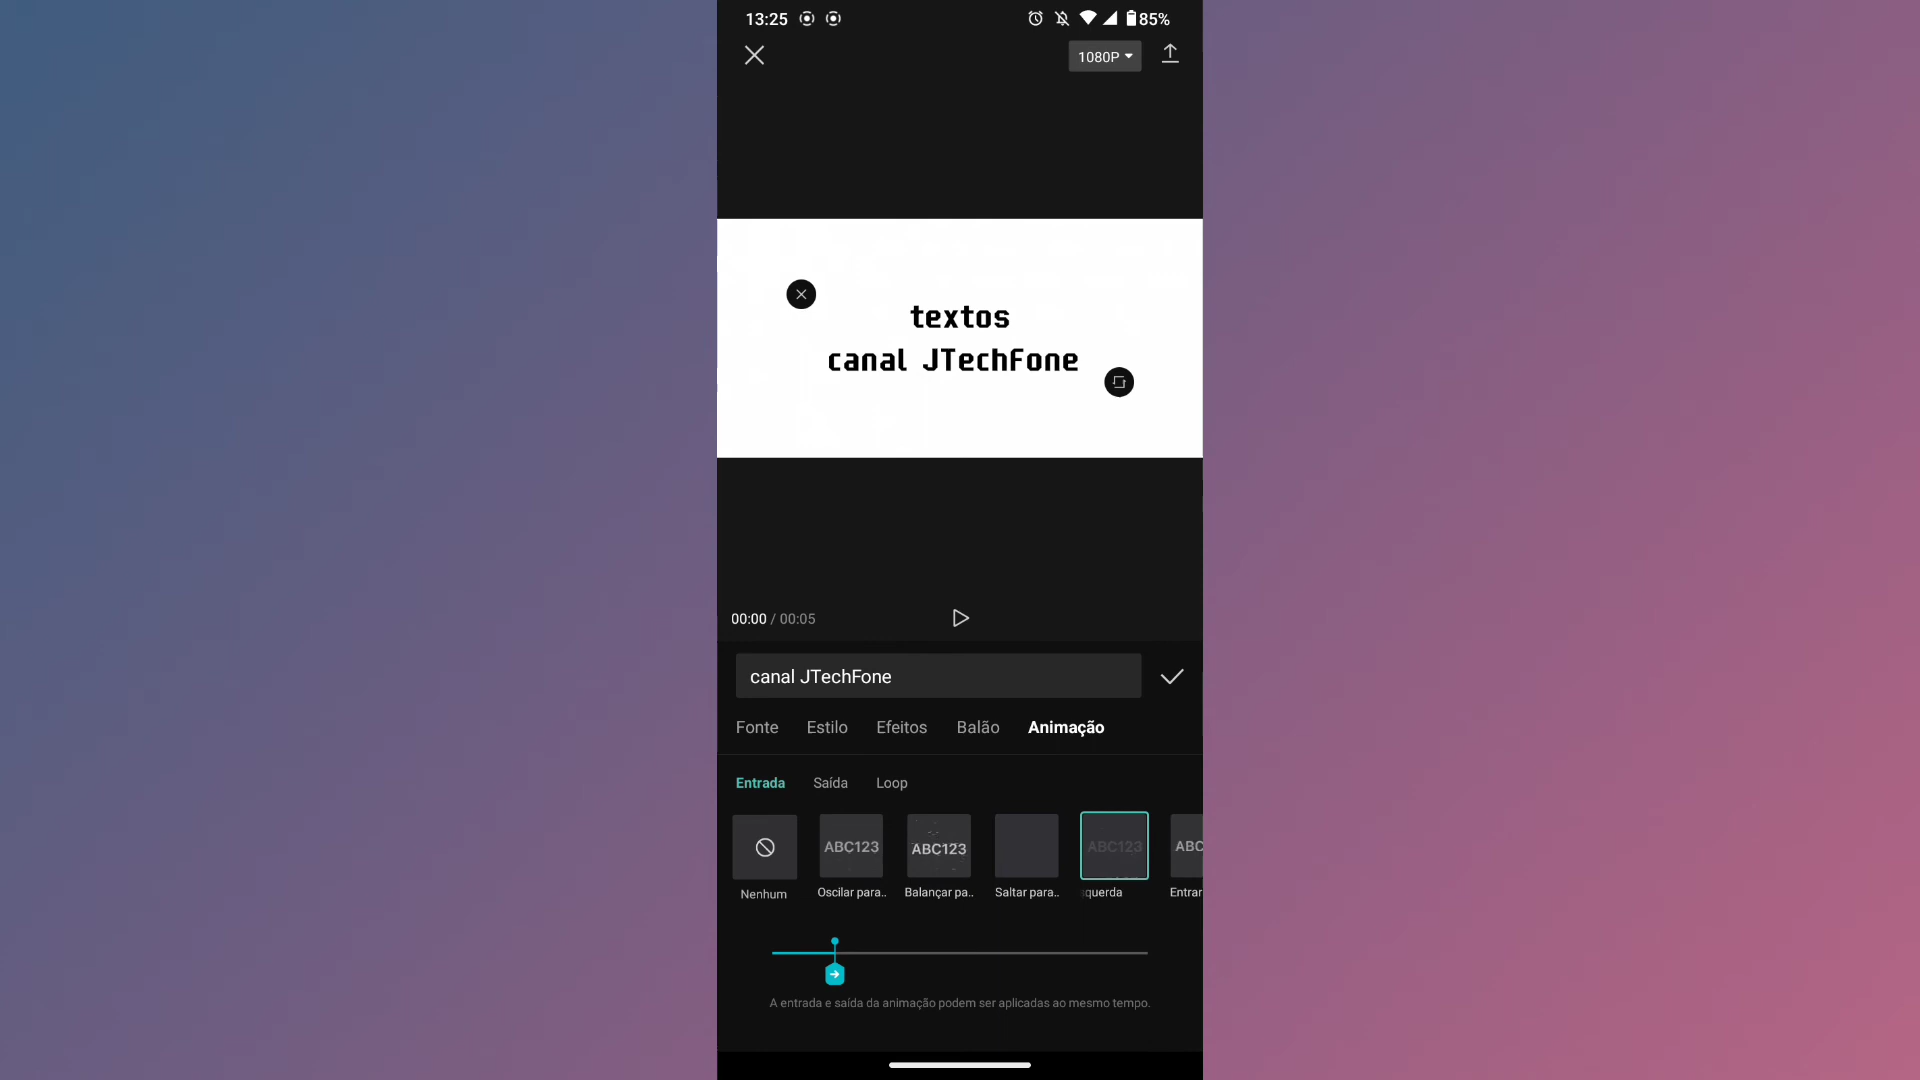 13:25 85%
1080P
textos
canal JTechFone
00:00 / 00:05
canal JTechFone
Fonte Estilo Efeitos Balão Animação
Entrada Saída Loop
ABC123 ABC123 ABC123 ABC
Nenhum Oscilar para.. Balançar pa.. Saltar para.. squerda Entrar
A entrada e saída da animação podem ser aplicadas ao mesmo tempo.